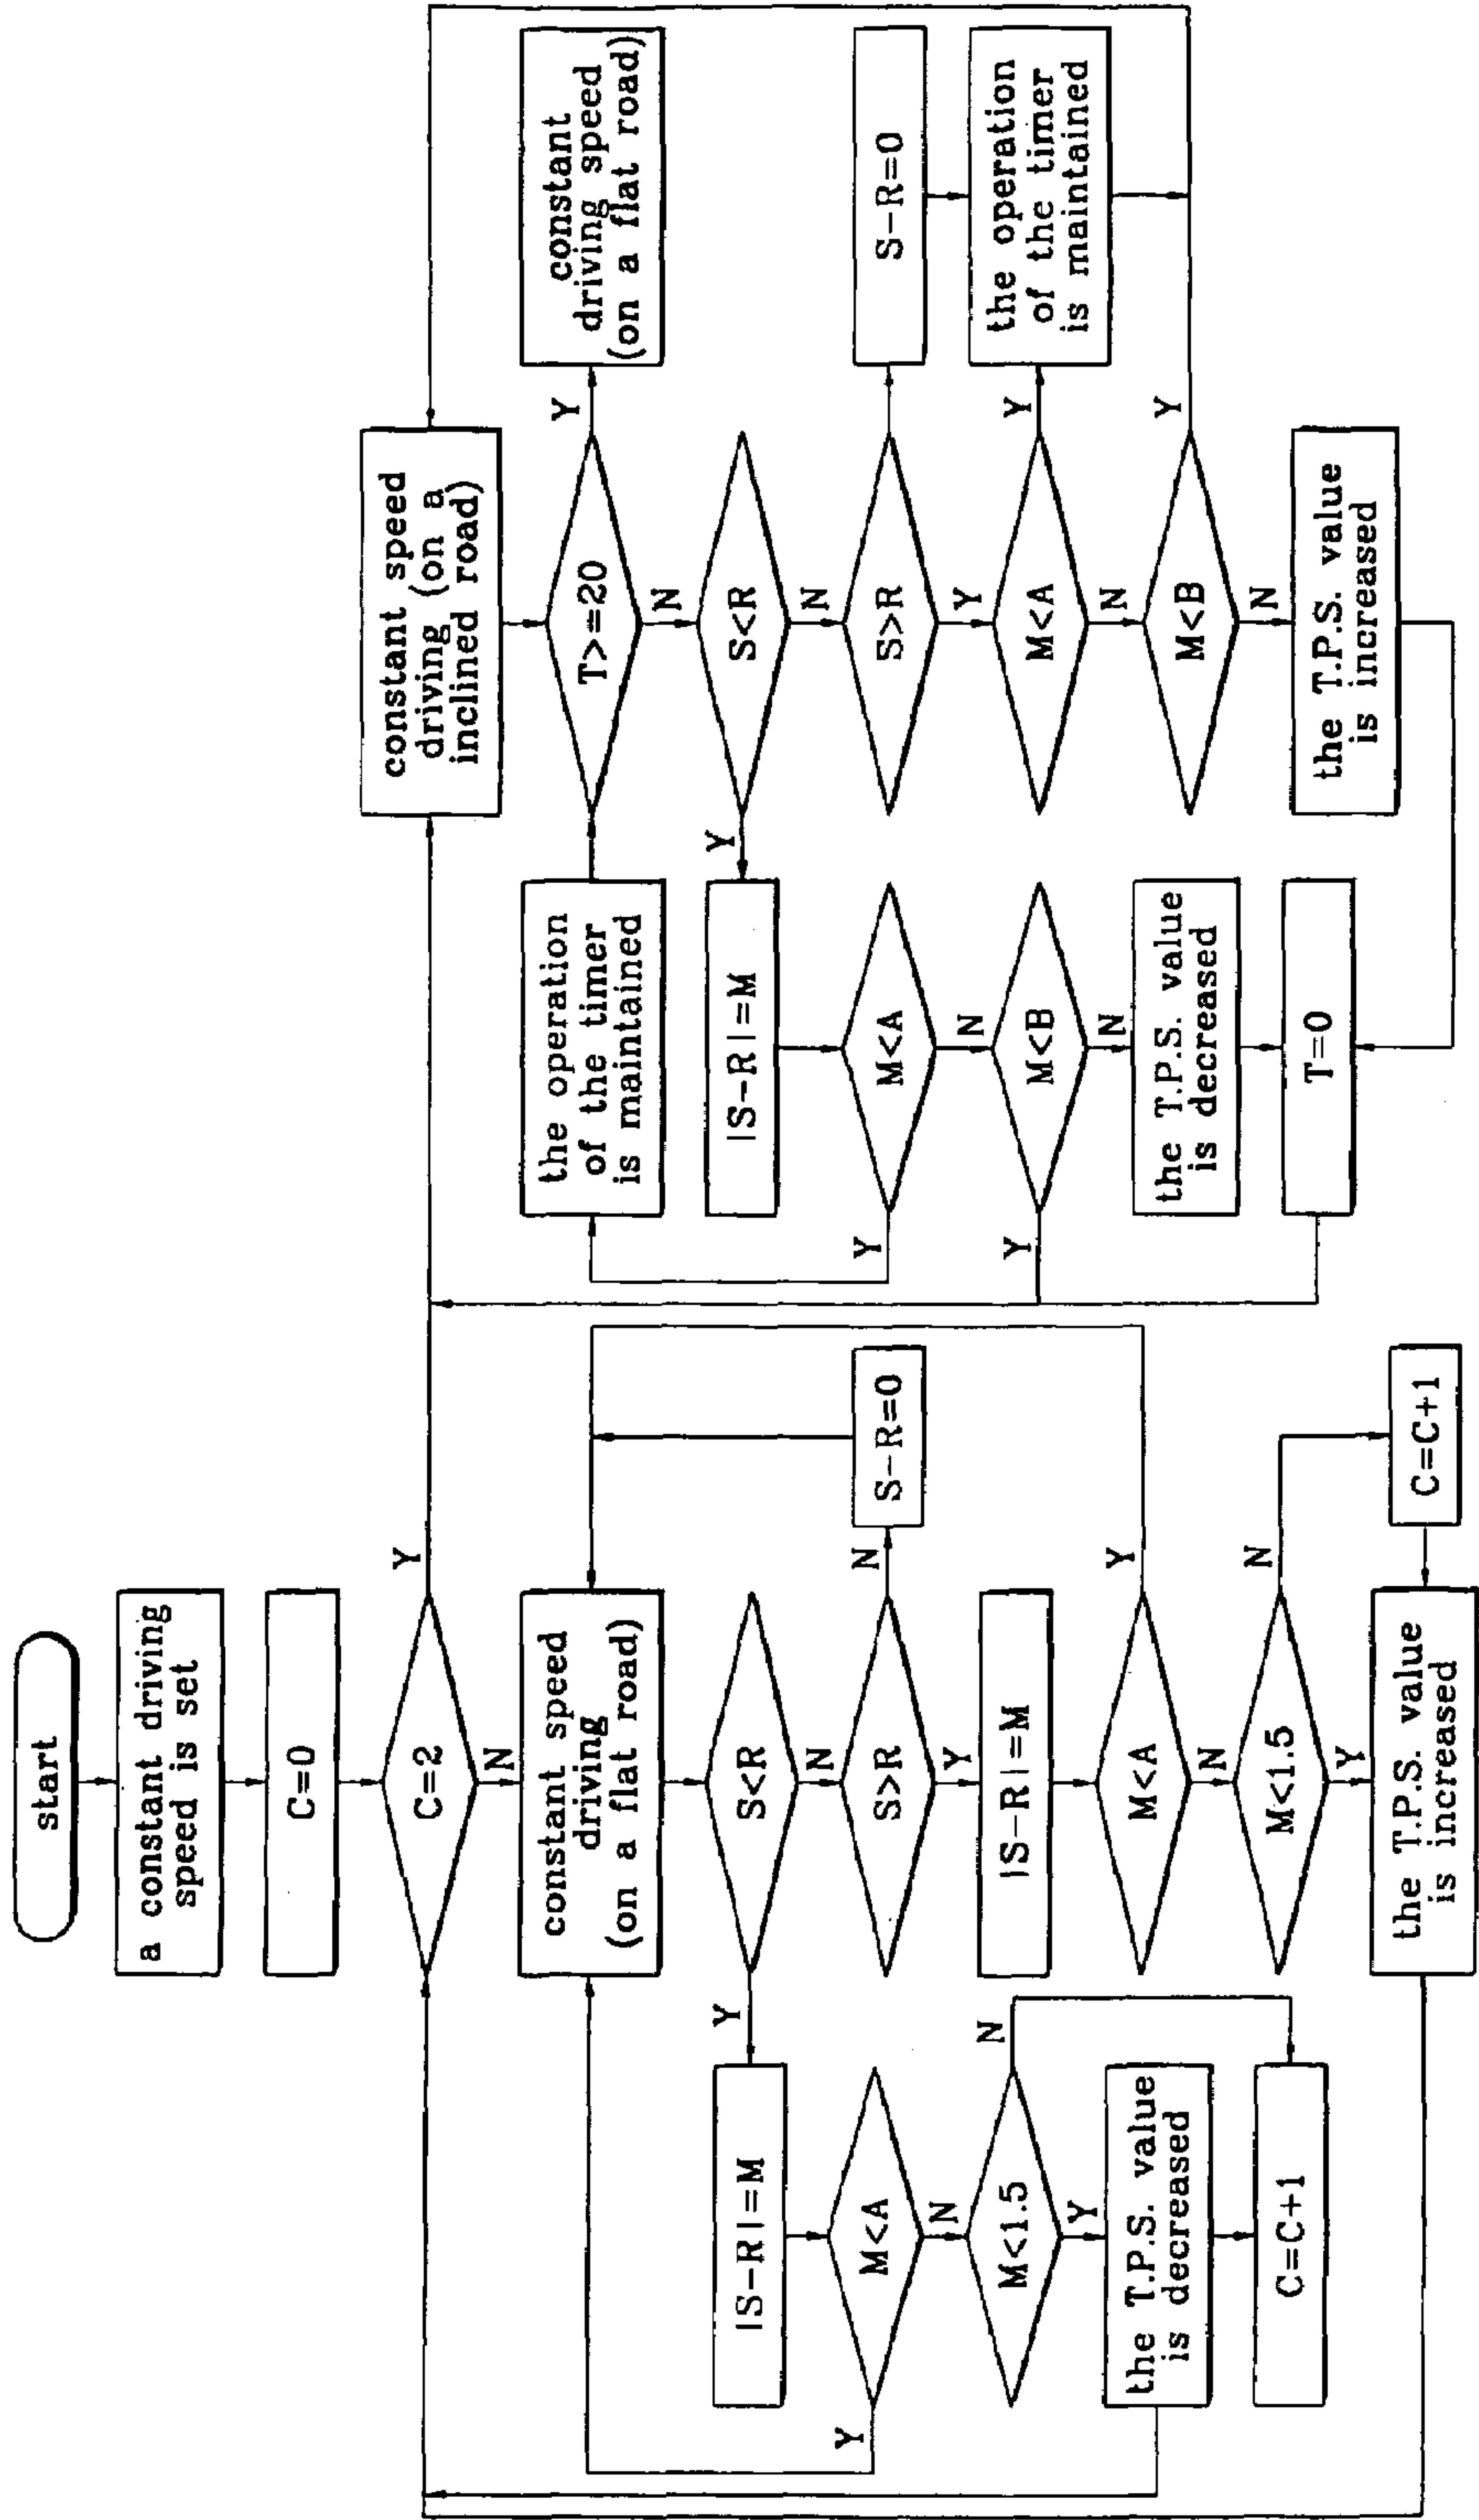 start
a constant driving
speed is set
C=0
C=2
Y
N
constant speed
driving
(on a flat road)
S<R
Y
N
|S-R|=M
M<A
Y
N
M<1.5
N
Y
the T.P.S. value
is decreased
C=C+1
S>R
N
S-R=0
Y
|S-R|=M
M<A
Y
N
M<1.5
N
Y
C=C+1
the T.P.S. value
is increased
constant speed
driving (on a
inclined road)
the operation
of the timer
is maintained
T>=20
Y
constant
driving speed
(on a flat road)
N
S<R
Y
N
|S-R|=M
M<A
Y
N
M<B
Y
N
the T.P.S. value
is decreased
T=0
S>R
S-R=0
Y
M<A
Y
the operation
of the timer
is maintained
N
M<B
Y
N
the T.P.S. value
is increased